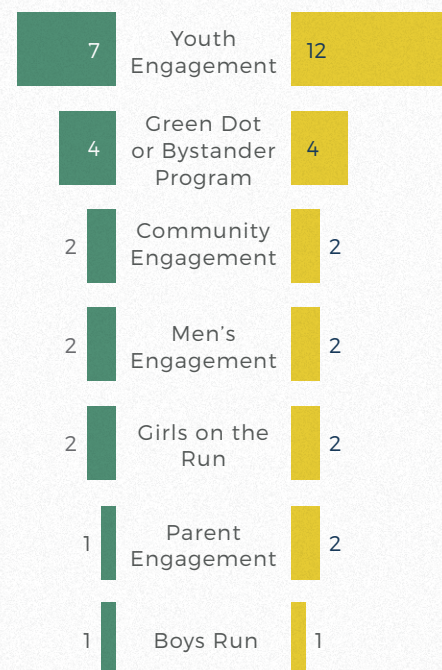 7 Youth Engagement 12
4 Green Dot or Bystander Program 4
2 Community Engagement 2
2 Men's Engagement 2
2 Girls on the Run 2
1 Parent Engagement 2
1 Boys Run 1